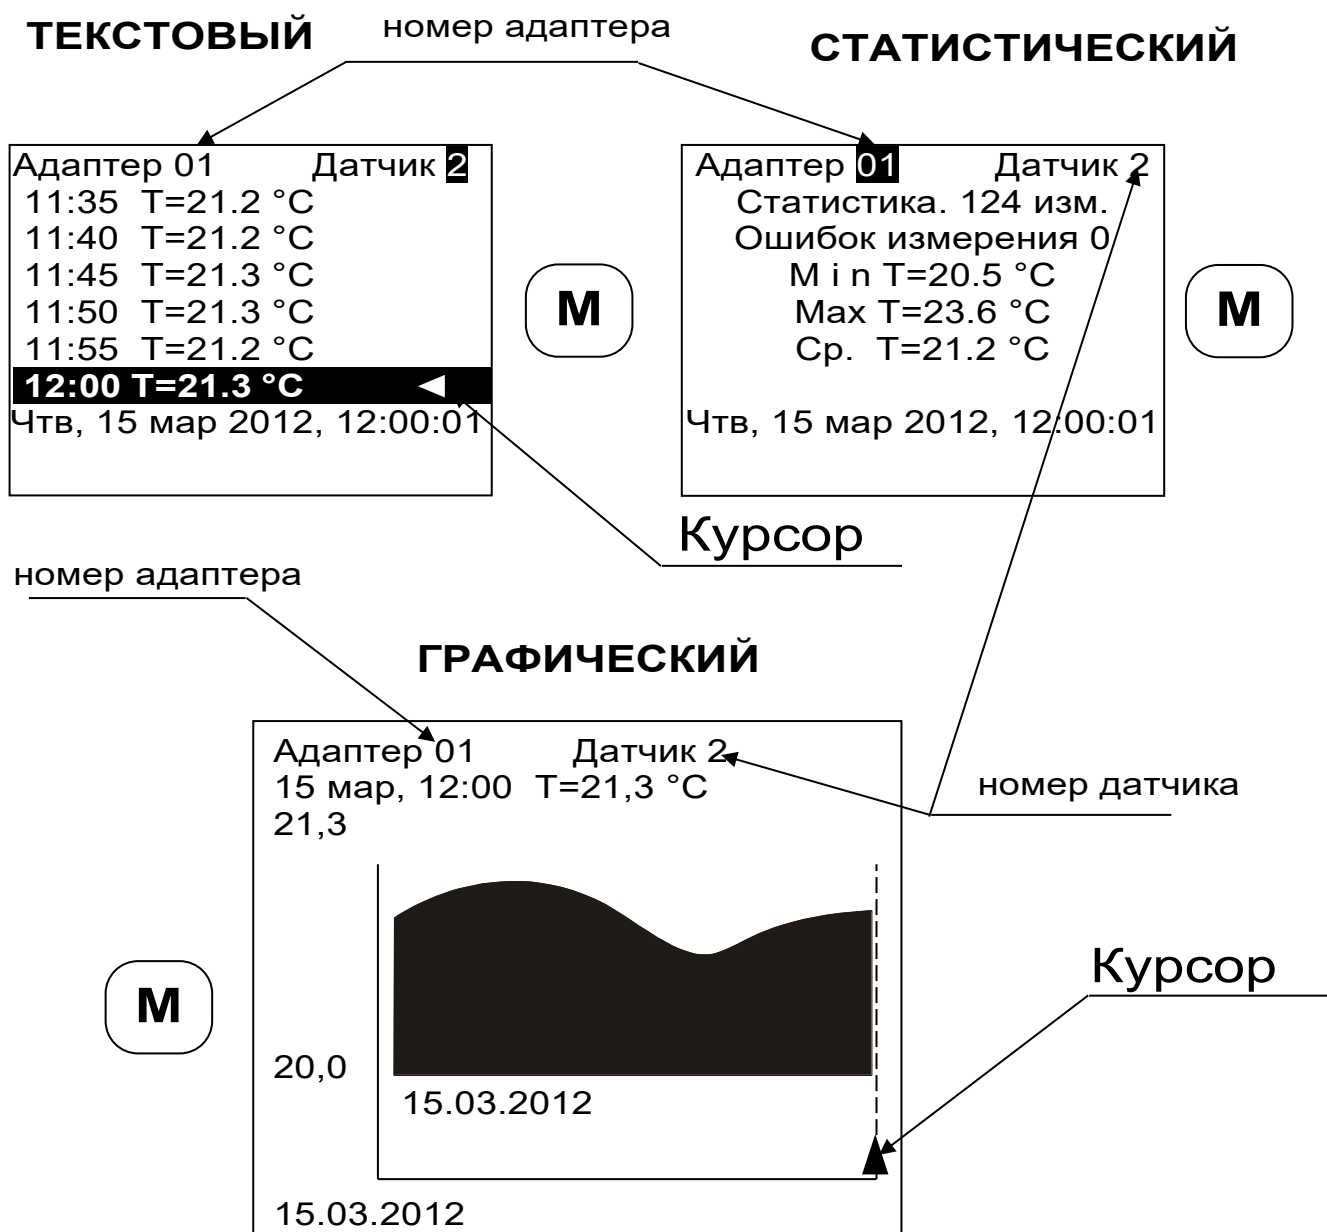 ТЕКСТОВЫЙ
номер адаптера
СТАТИСТИЧЕСКИЙ
Адаптер 01 Датчик 2
11:35 T=21.2 °C
11:40 T=21.2 °C
11:45 T=21.3 °C
11:50 T=21.3 °C
11:55 T=21.2 °C
12:00 T=21.3 °C
Чтв, 15 мар 2012, 12:00:01
М
Адаптер 01 Датчик 2
Статистика. 124 изм.
Ошибок измерения 0
M i n T=20.5 °C
Max T=23.6 °C
Ср. T=21.2 °C
Чтв, 15 мар 2012, 12:00:01
М
Курсор
номер адаптера
ГРАФИЧЕСКИЙ
Адаптер 01 Датчик 2
15 мар, 12:00 T=21,3 °C
21,3
номер датчика
Курсор
М
20,0
15.03.2012
15.03.2012